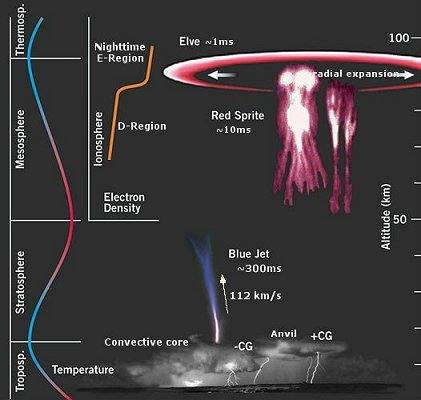 Thermosp.
Mesosphere
Stratosphere
Troposp.
Temperature
Nighttime
E-Region
D-Region
Ionosphere
Electron
Density
Elve ~1ms
radial expansion
Red Sprite
~10ms
Blue Jet
~300ms
112 km/s
Convective core
-CG
Anvil
+CG
100
50
Altitude (km)